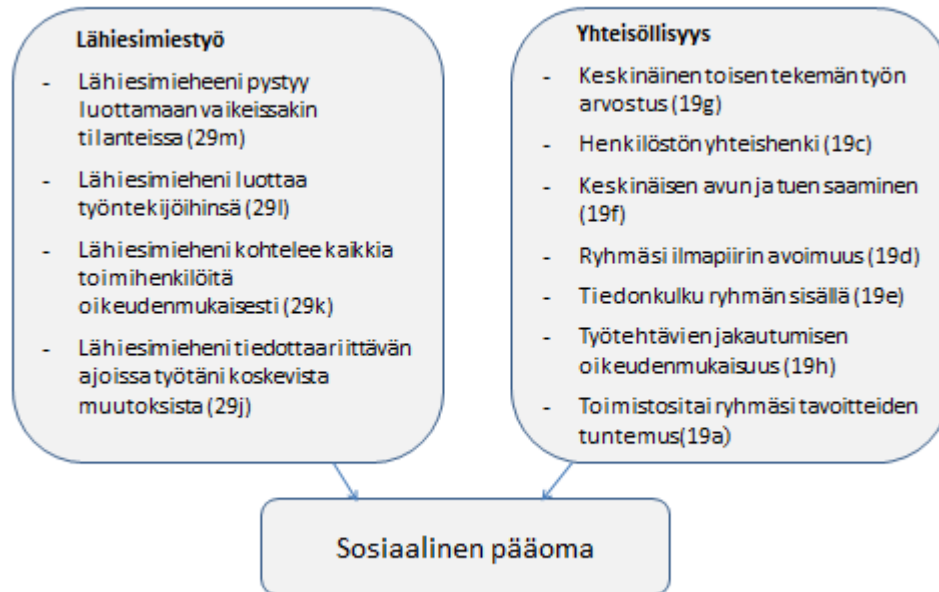 Lähiesimiestyö
- Lähiesimieheeni pystyy
luottamaan vaikeissakin
tilanteissa (29m)
- Lähiesimieheni luottaa
työntekijöihinsä (29l)
- Lähiesimieheni kohtelee kaikkia
toimihenkilöitä
oikeudenmukaisesti (29k)
- Lähiesimieheni tiedottaa riittävän
ajoissa työtäni koskevista
muutoksista (29j)
Yhteisöllisyys
- Keskinäinen toisen tekemän työn
arvostus (19g)
- Henkilöstön yhteishenki (19c)
- Keskinäisen avun ja tuen saaminen
(19f)
- Ryhmäsi ilmapiirin avoimuus (19d)
- Tiedonkulku ryhmän sisällä (19e)
- Työtehtävien jakautumisen
oikeudenmukaisuus (19h)
- Toimistosi tai ryhmäsi tavoitteiden
tuntemus(19a)
Sosiaalinen pääoma